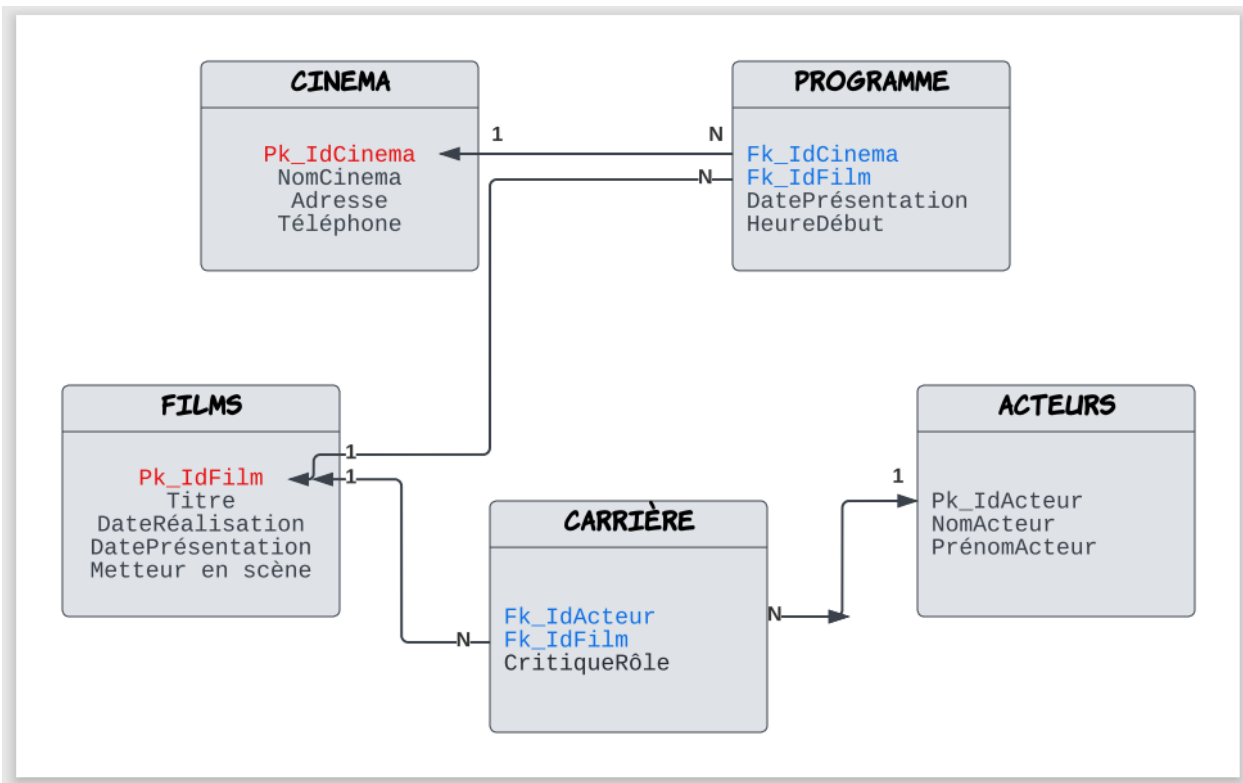 CINEMA
Pk_IdCinema
NomCinema
Adresse
Téléphone
1
N
PROGRAMME
Fk_IdCinema
Fk_IdFilm
DatePrésentation
HeureDébut
N
FILMS
Pk_IdFilm
Titre
DateRéalisation
DatePrésentation
Metteur en scène
1
1
CARRIÈRE
Fk_IdActeur
Fk_IdFilm
CritiqueRôle
N
N
1
ACTEURS
Pk_IdActeur
NomActeur
PrénomActeur